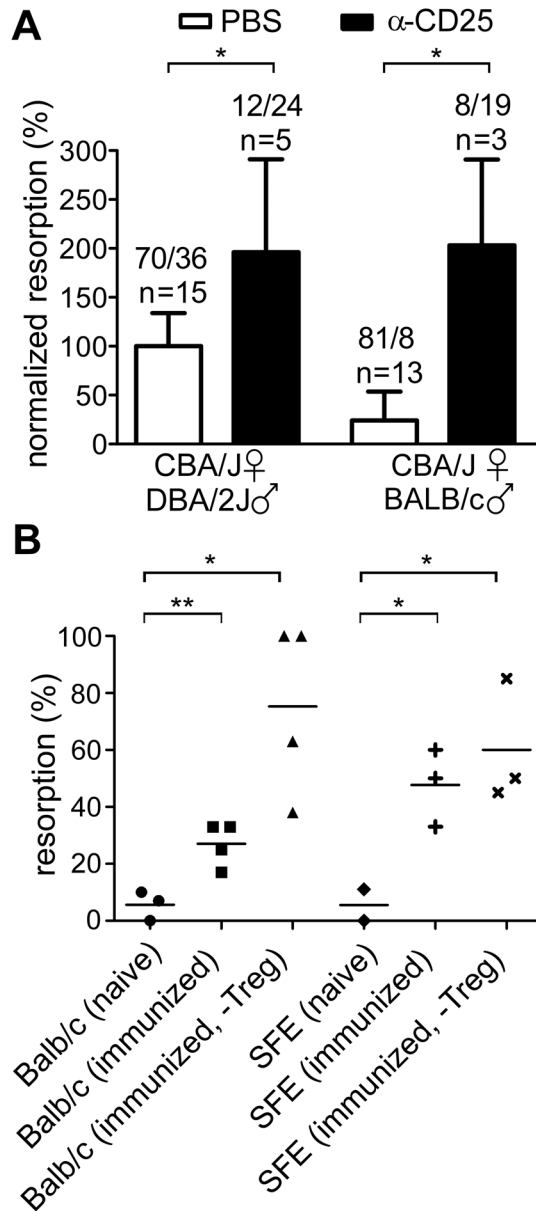 A
PBS α-CD25
* *
12/24 8/19
n=5 n=3
70/36 81/8
n=15 n=13
normalized resorption (%)
300
250
200
150
100
50
0
CBA/J♀ CBA/J ♀
DBA/2J♂ BALB/c♂
B
* *
** *
resorption (%)
100
80
60
40
20
0
Balb/c (naive)
Balb/c (immunized)
Balb/c (immunized, -Treg)
SFE (naive)
SFE (immunized)
SFE (immunized, -Treg)